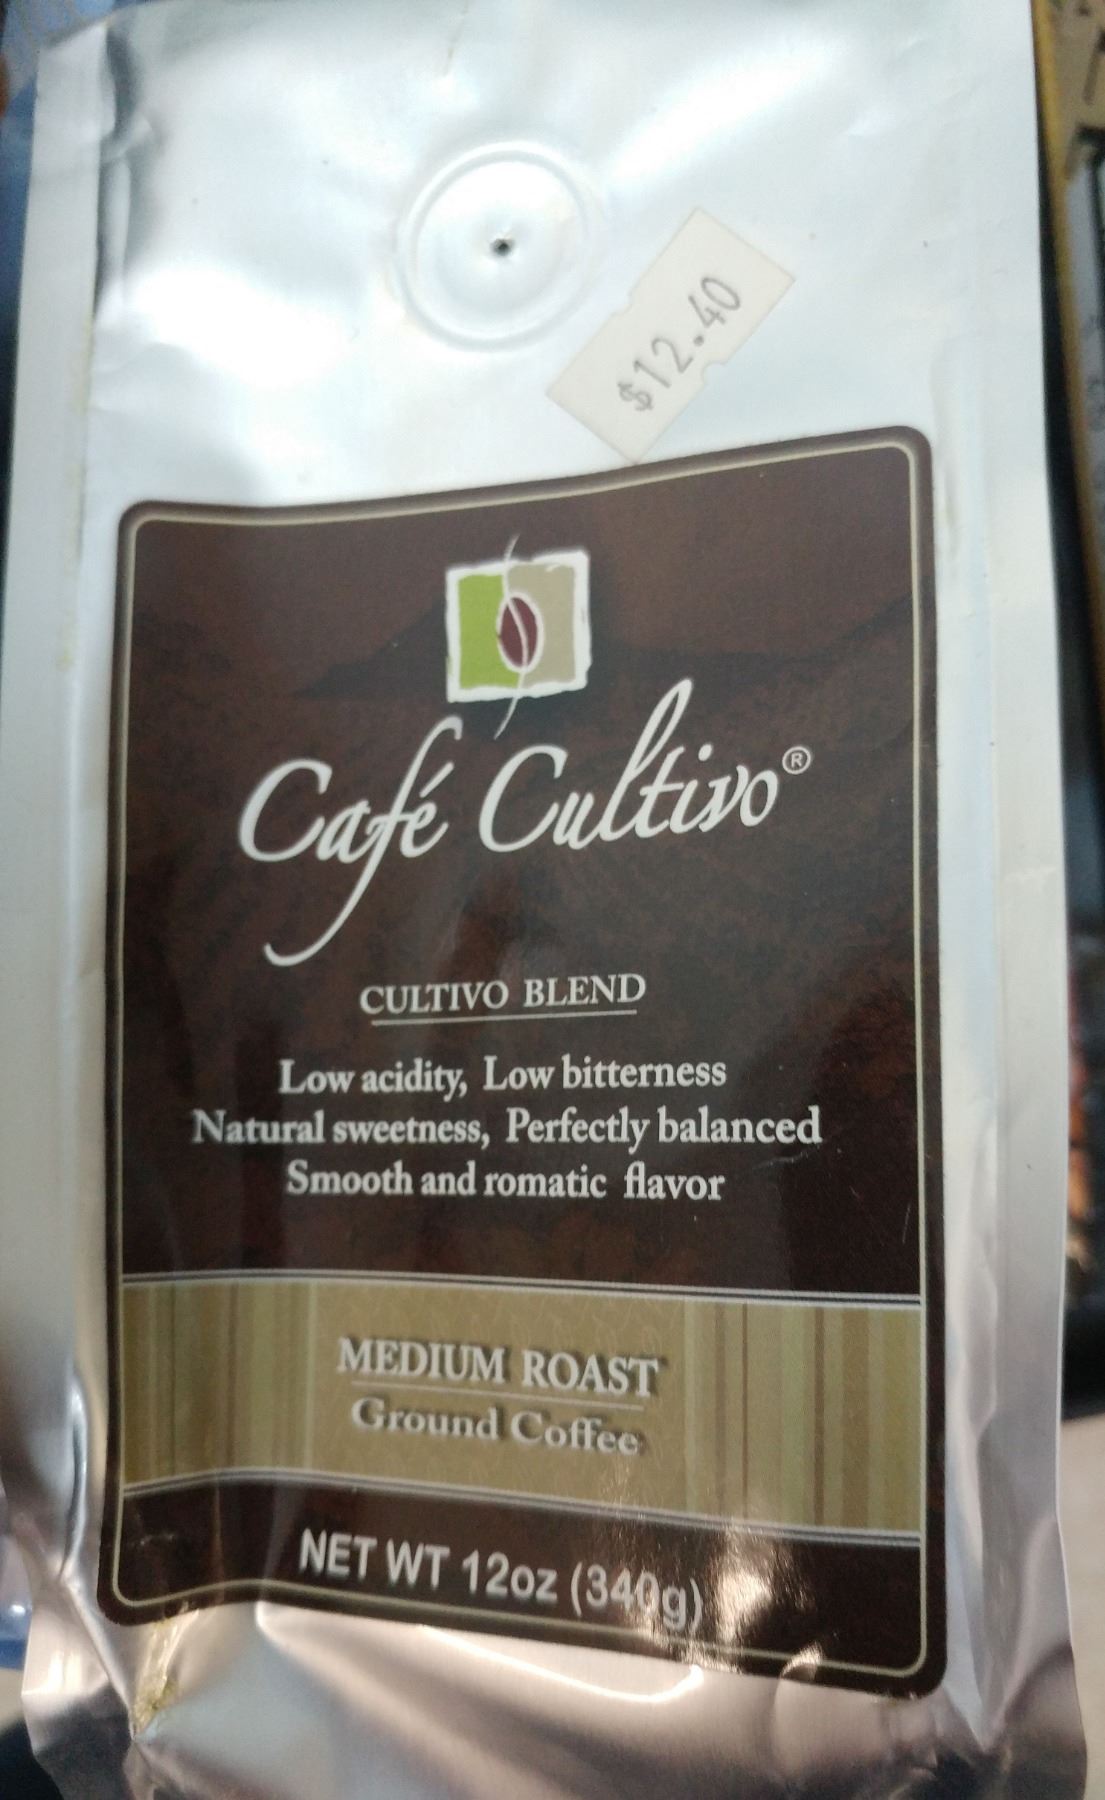 $12.40
Café Cultivo®
CULTIVO BLEND
Low acidity, Low bitterness
Natural sweetness, Perfectly balanced
Smooth and romatic flavor
MEDIUM ROAST
Ground Coffee
NET WT 12oz (340g)